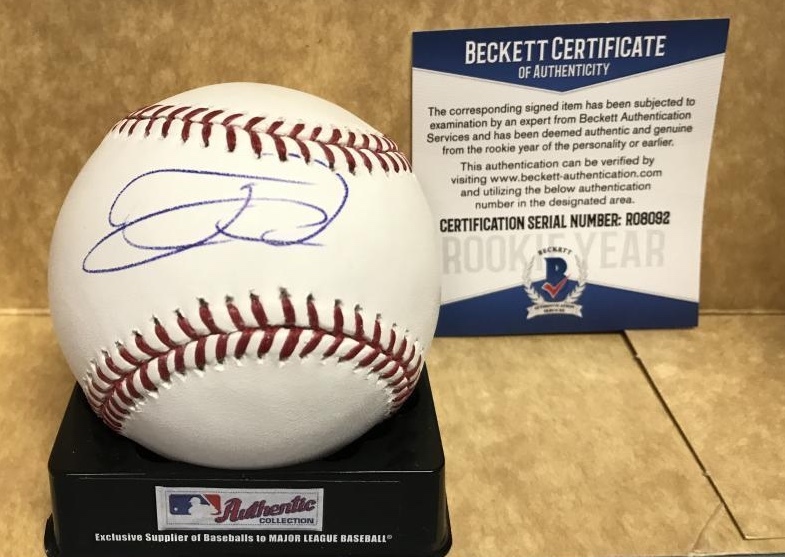 BECKETT CERTIFICATE
OF AUTHENTICITY
The corresponding signed item has been subjected to
examination by an expert from Beckett Authentication
Services and has been deemed authentic and genuine
from the rookie year of the personality or earlier.
This authentication can be verified by
visiting www.beckett-authentication.com
and utilizing the below authentication
number in the designated area.
CERTIFICATION SERIAL NUMBER: R08092
ROOKIE YEAR
BECKETT
B
Authentic
COLLECTION
Exclusive Supplier of Baseballs to MAJOR LEAGUE BASEBALL®